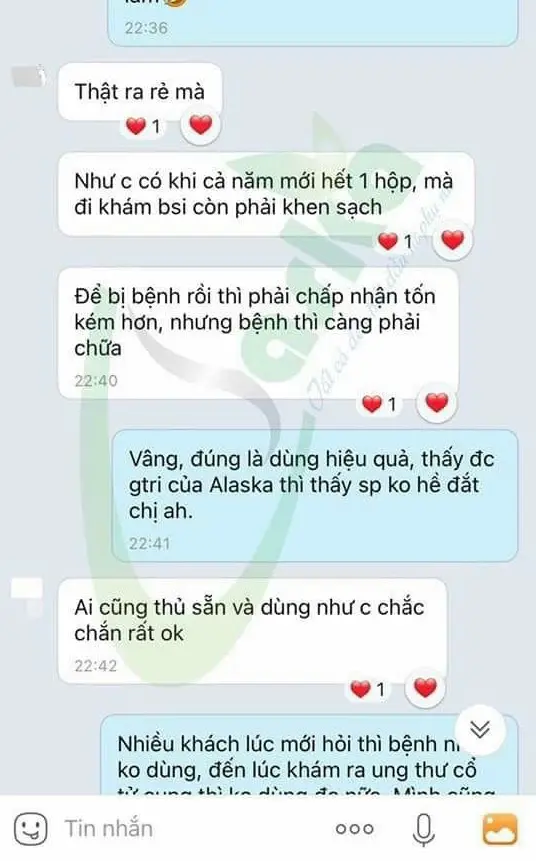 22:36
Thật ra rẻ mà
1
Như c có khi cả năm mới hết 1 hộp, mà
đi khám bsi còn phải khen sạch
1
Để bị bệnh rồi thì phải chấp nhận tốn
kém hơn, nhưng bệnh thì càng phải
chữa
22:40
1
Vâng, đúng là dùng hiệu quả, thấy đc
gtri của Alaska thì thấy sp ko hề đắt
chị ah.
22:41
Ai cũng thủ sẵn và dùng như c chắc
chắn rất ok
22:42
1
Nhiều khách lúc mới hỏi thì bệnh
ko dùng, đến lúc khám ra ung thư cổ
Tin nhắn